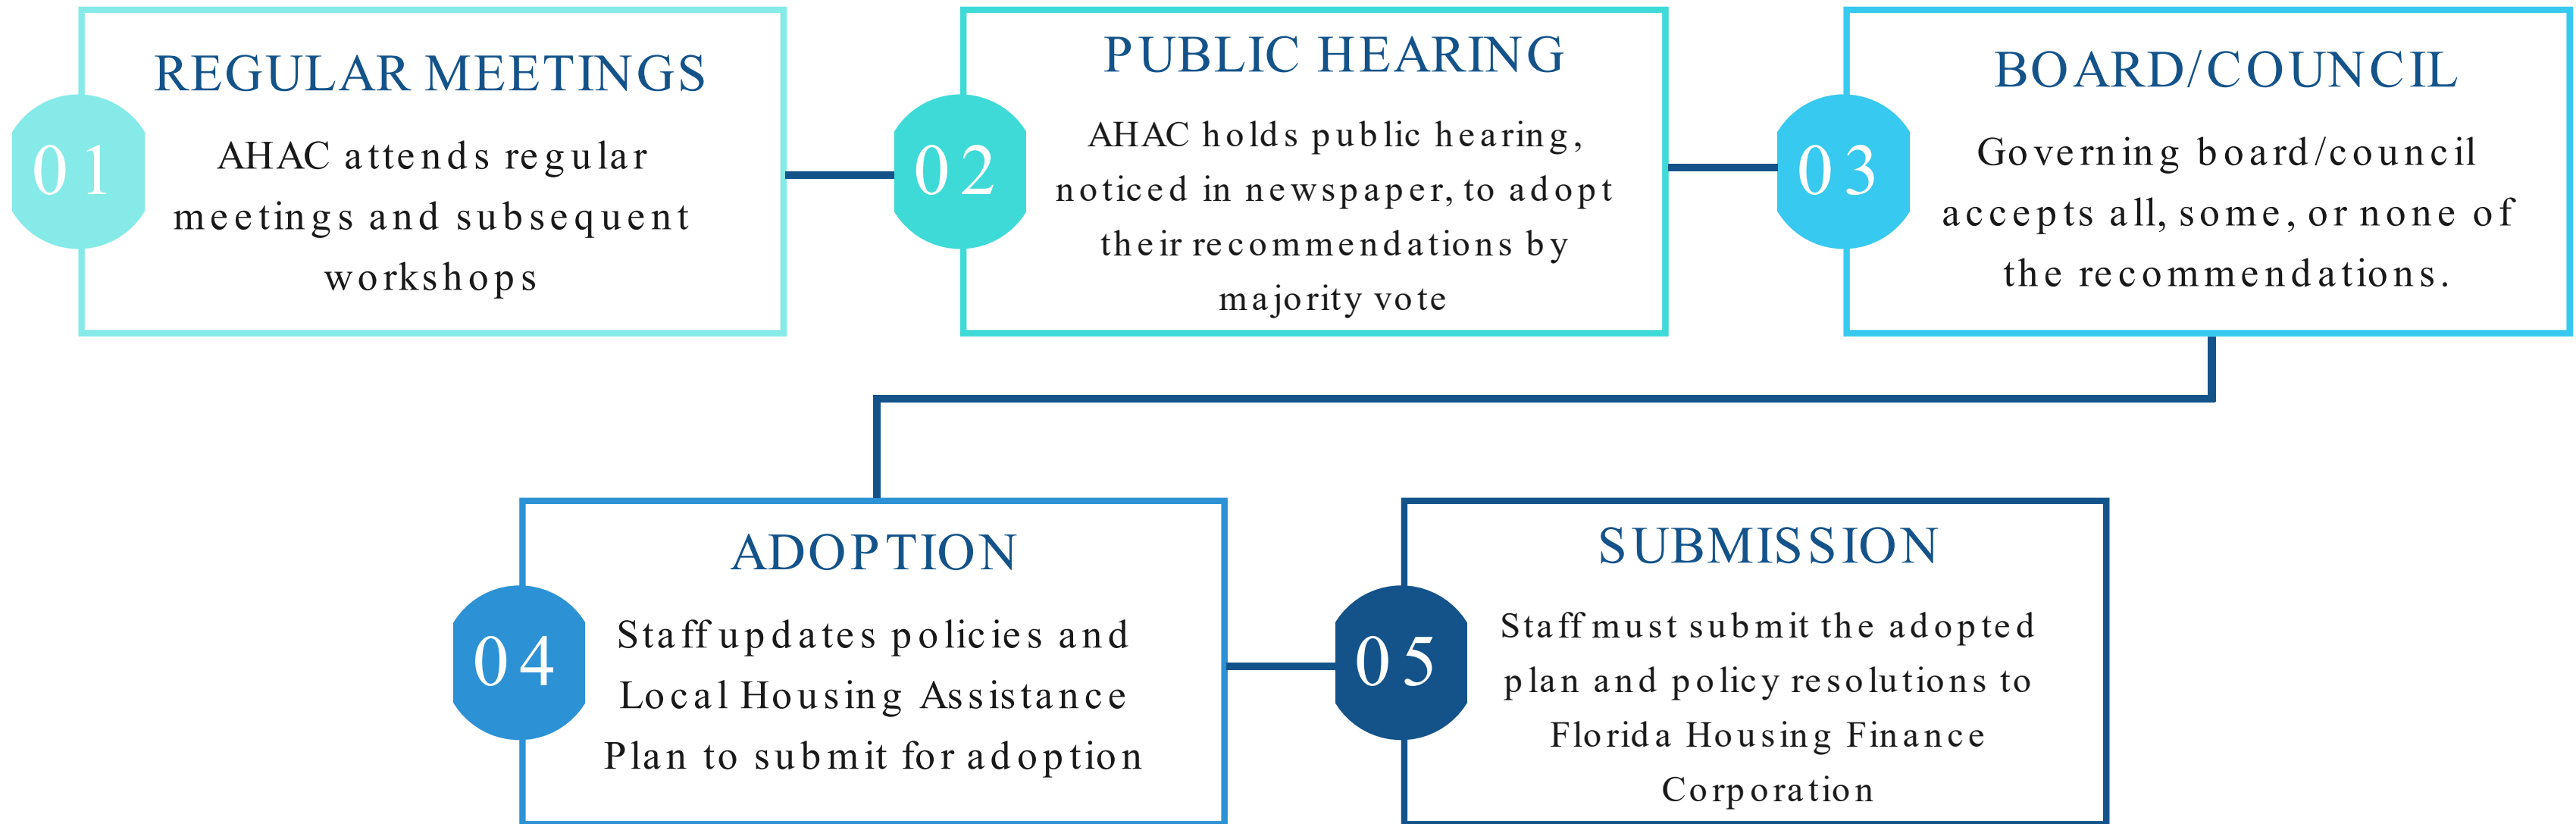 01
REGULAR MEETINGS
AHAC attends regular
meetings and subsequent
workshops
02
PUBLIC HEARING
AHAC holds public hearing,
noticed in newspaper, to adopt
their recommendations by
majority vote
03
BOARD/COUNCIL
Governing board/council
accepts all, some, or none of
the recommendations.
04
ADOPTION
Staff updates policies and
Local Housing Assistance
Plan to submit for adoption
05
SUBMISSION
Staff must submit the adopted
plan and policy resolutions to
Florida Housing Finance
Corporation